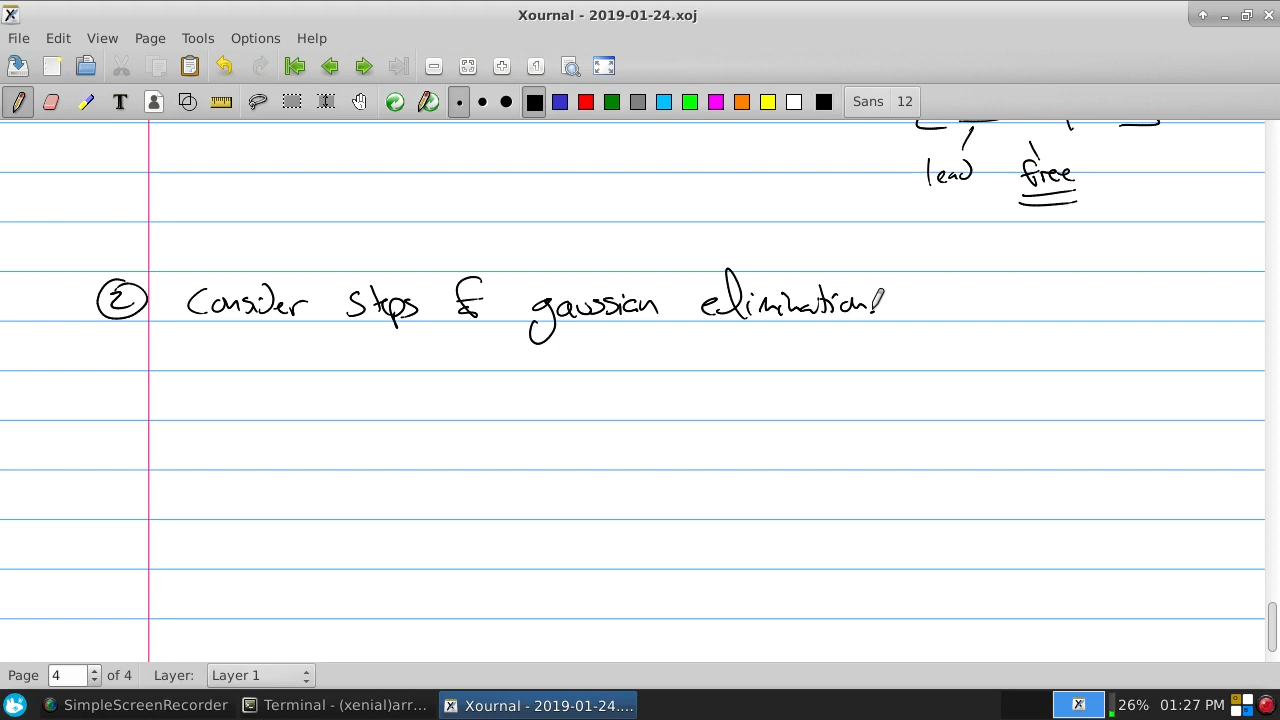 Xournal - 2019-01-24.xoj
File Edit View Page Tools Options Help
Sans 12
lead free
② Consider steps of gaussian elimination:
Page 4 of 4 Layer: Layer 1
SimpleScreenRecorder Terminal - (xenial)arr... Xournal - 2019-01-24.... 26% 01:27 PM